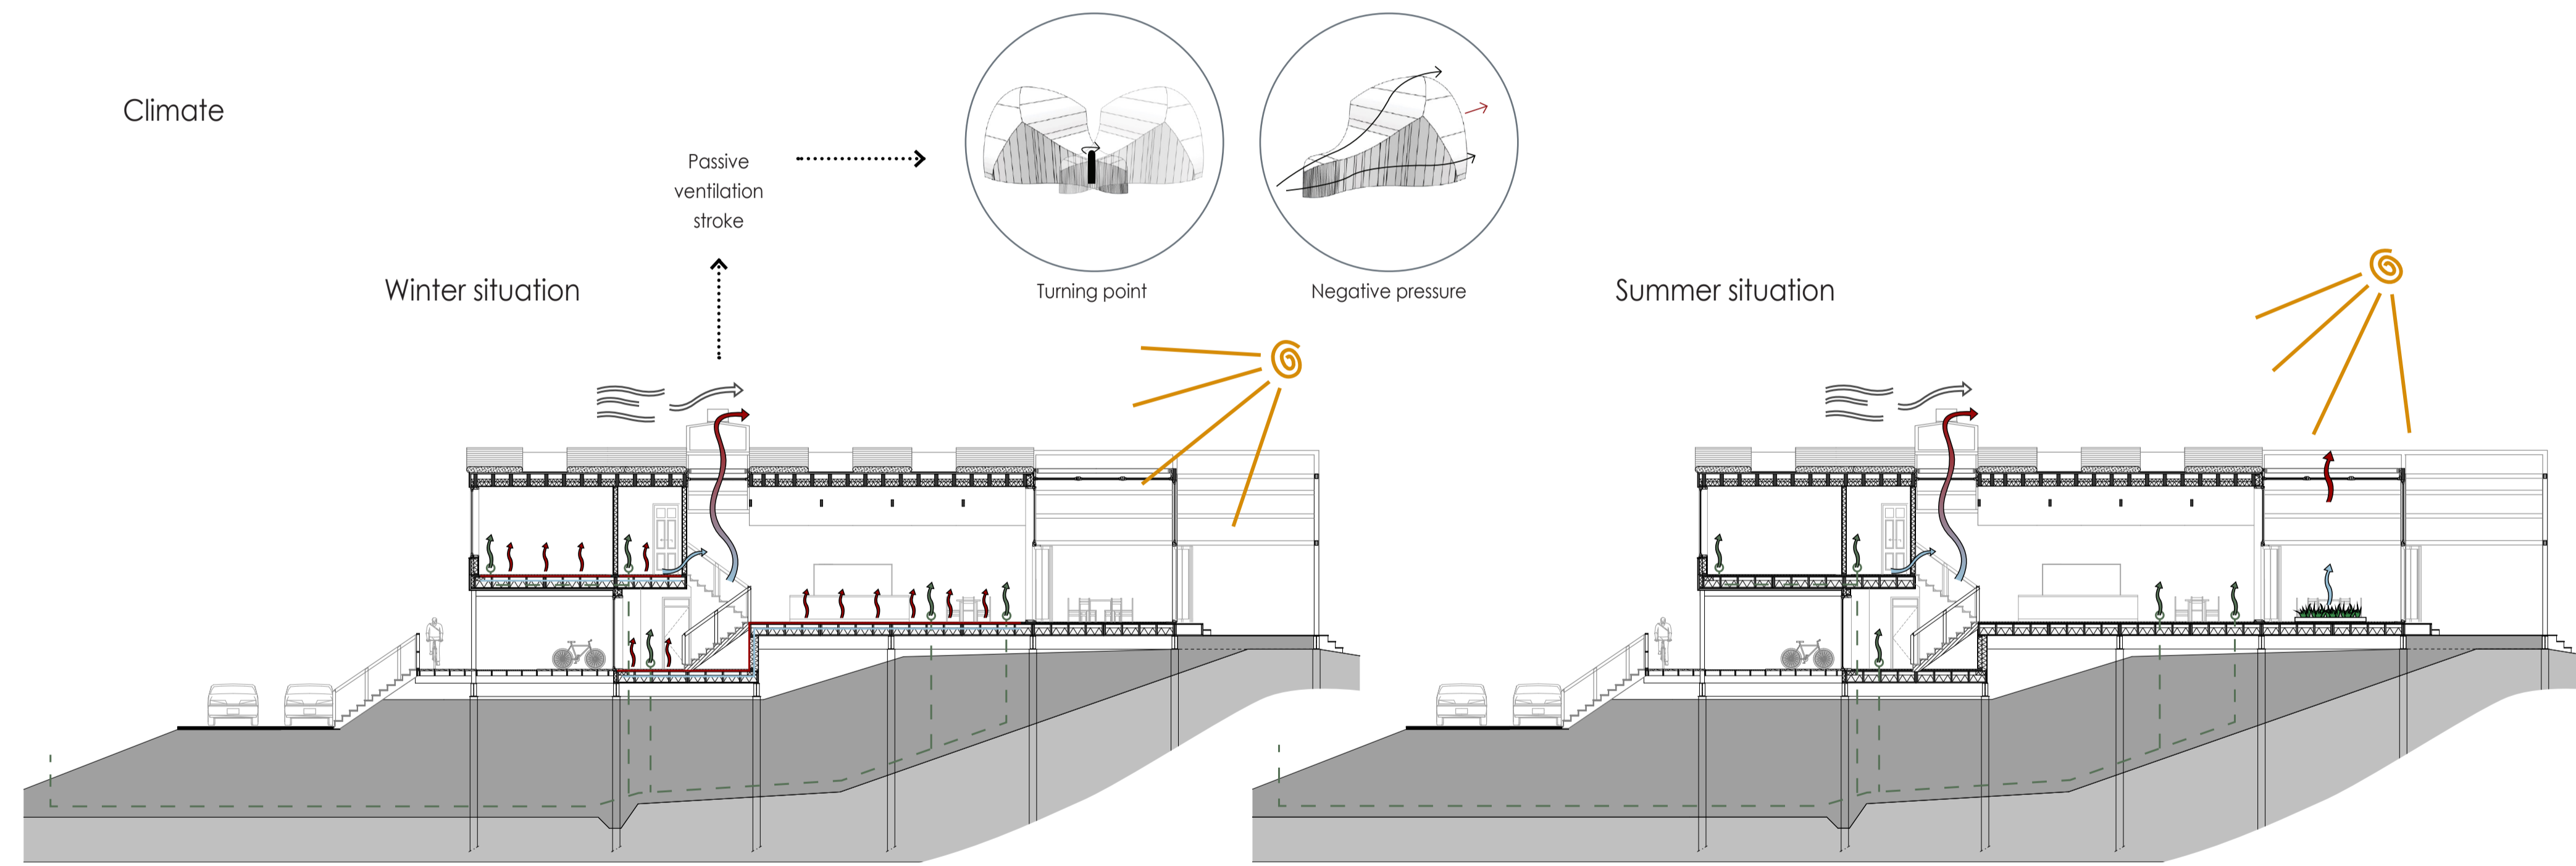 Climate
Passive
ventilation
stroke
Turning point
Negative pressure
Winter situation
Summer situation